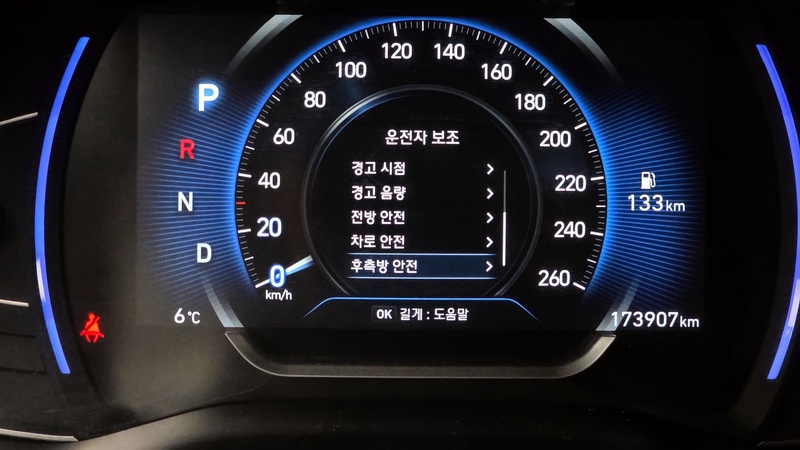 P
R
N
D
6℃
0
20
40
60
80
100
120
140
160
180
200
220
240
260
km/h
운전자 보조
경고 시점 >
경고 음량 >
전방 안전 >
차로 안전 >
후측방 안전 >
OK 길게 : 도움말
133km
173907km